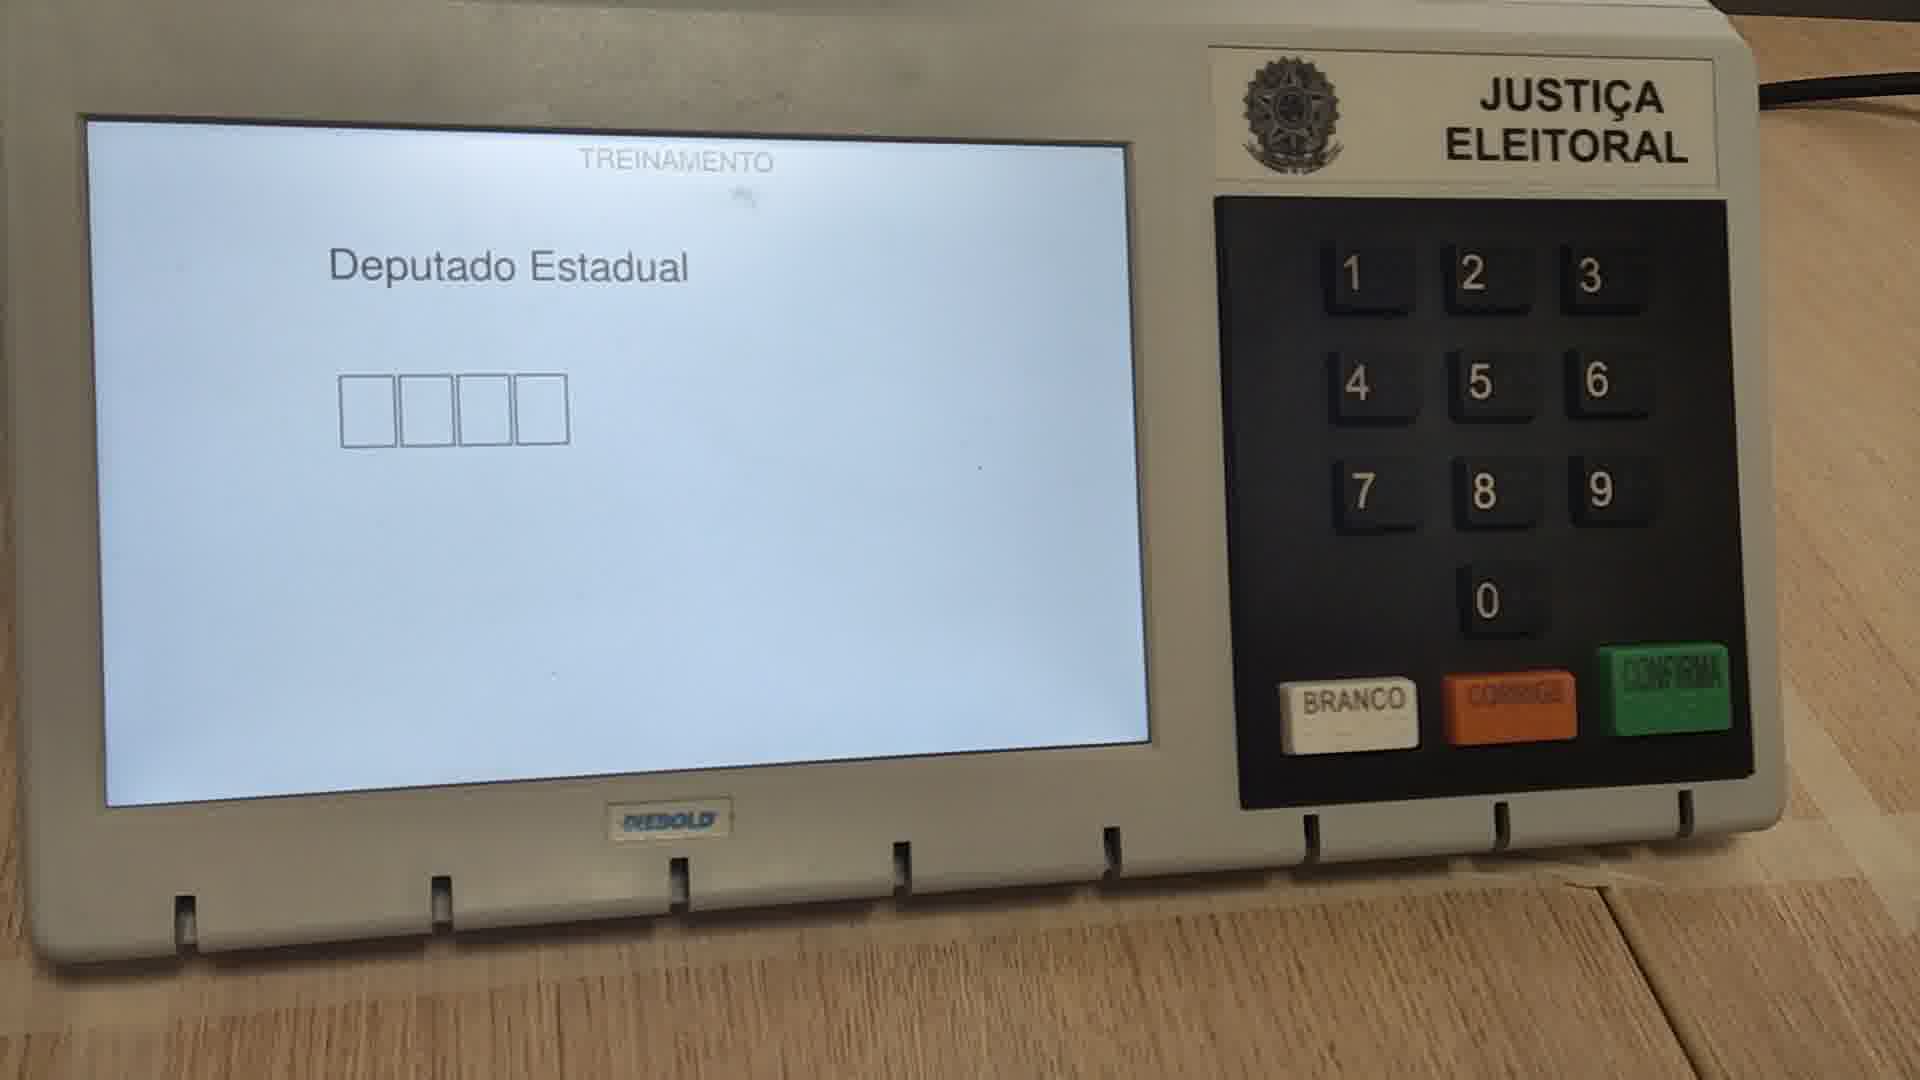 TREINAMENTO
Deputado Estadual
JUSTIÇA
ELEITORAL
1 2 3
4 5 6
7 8 9
0
BRANCO CORRIGE CONFIRMA
DIEBOLD